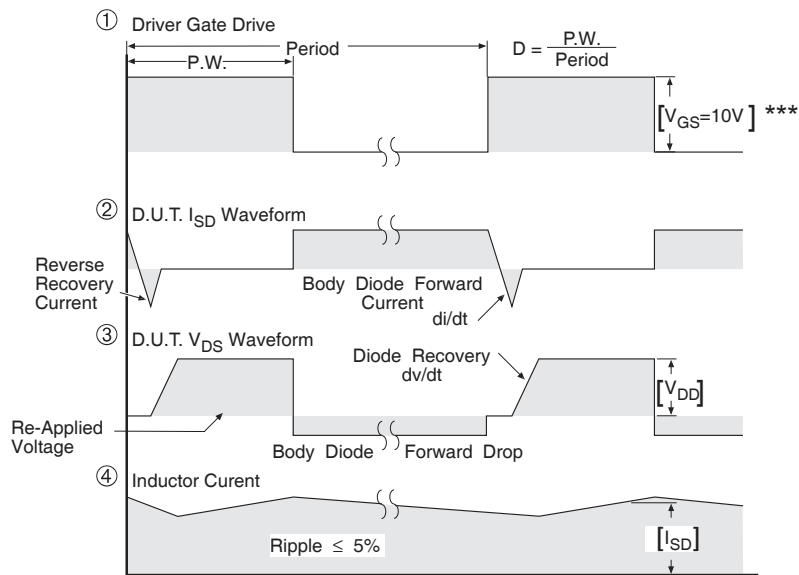 ① Driver Gate Drive
Period
P.W.
D = P.W. / Period
[VGS=10V] ***
② D.U.T. ISD Waveform
Reverse
Recovery
Current
Body Diode Forward
Current
di/dt
③ D.U.T. VDS Waveform
Diode Recovery
dv/dt
[VDD]
Re-Applied
Voltage
Body Diode Forward Drop
④ Inductor Curent
Ripple ≤ 5%
[ISD]